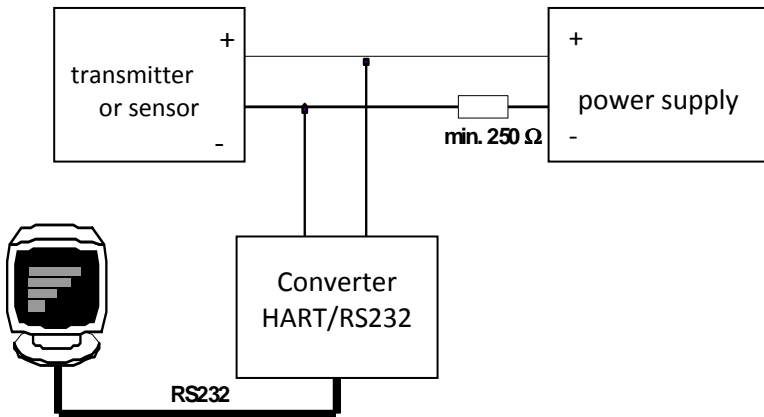 +
transmitter
or sensor
-
+
power supply
-
min. 250 Ω
Converter
HART/RS232
RS232